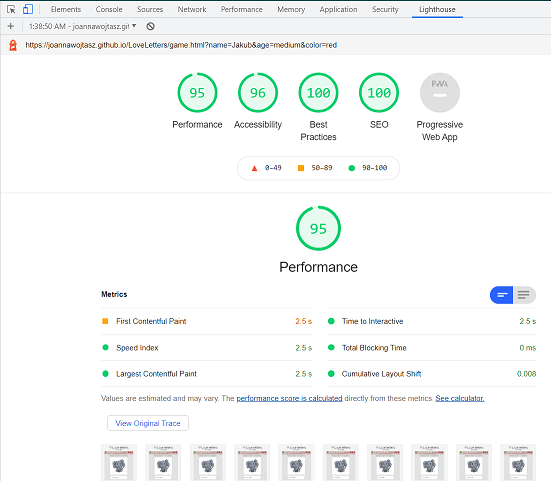 Elements Console Sources Network Performance Memory Application Security Lighthouse
1:38:50 AM - joannawojtasz.git
https://joannawojtasz.github.io/LoveLetters/game.html?name=Jakub&age=medium&color=red
95 96 100 100 PWA
Performance Accessibility Best Practices SEO Progressive Web App
0–49 50–89 90–100
95
Performance
Metrics
First Contentful Paint 2.5 s Time to Interactive 2.5 s
Speed Index 2.5 s Total Blocking Time 0 ms
Largest Contentful Paint 2.5 s Cumulative Layout Shift 0.008
Values are estimated and may vary. The performance score is calculated directly from these metrics. See calculator.
View Original Trace